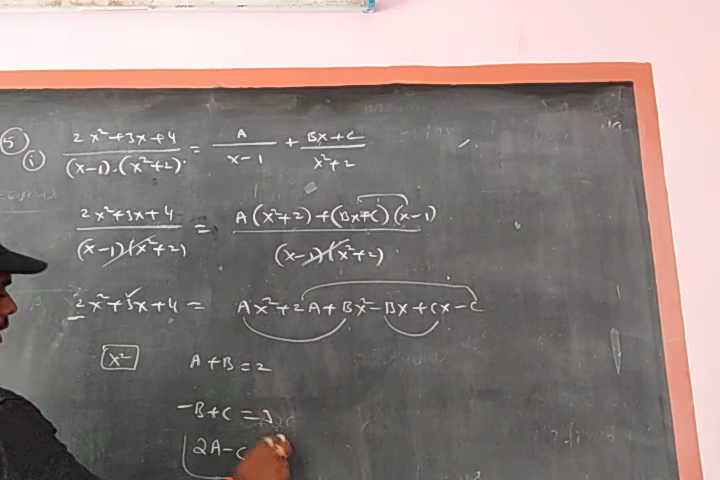 5
i) (2x²+3x+4)/((x-1).(x²+2)) = A/(x-1) + (Bx+C)/(x²+2)
(2x²+3x+4)/((x-1)(x²+2)) = (A(x²+2)+(Bx+C)(x-1))/((x-1)(x²+2))
2x²+3x+4 = Ax²+2A+Bx²-Bx+Cx-C
x² A+B=2
-B+C=3
2A-C